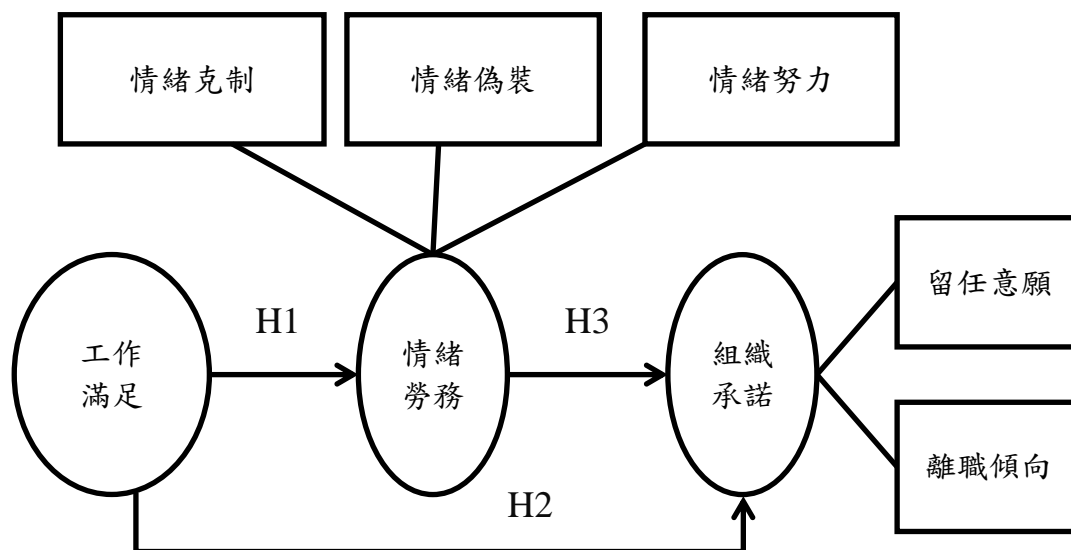 情緒克制
情緒偽裝
情緒努力
留任意願
H1
H3
工作
滿足
情緒
勞務
組織
承諾
離職傾向
H2